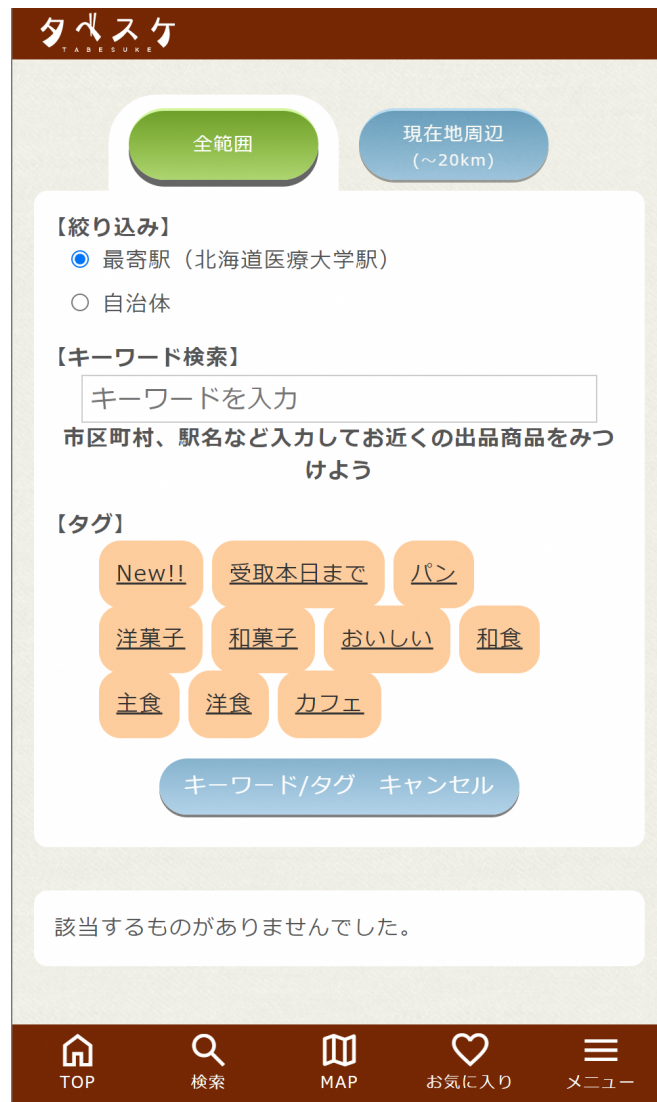 タベスケ
TABESUKE
全範囲
現在地周辺
(～20km)
【絞り込み】
最寄駅（北海道医療大学駅）
自治体
【キーワード検索】
キーワードを入力
市区町村、駅名など入力してお近くの出品商品をみつ
けよう
【タグ】
New!! 受取本日まで パン
洋菓子 和菓子 おいしい 和食
主食 洋食 カフェ
キーワード/タグ　キャンセル
該当するものがありませんでした。
TOP 検索 MAP お気に入り メニュー